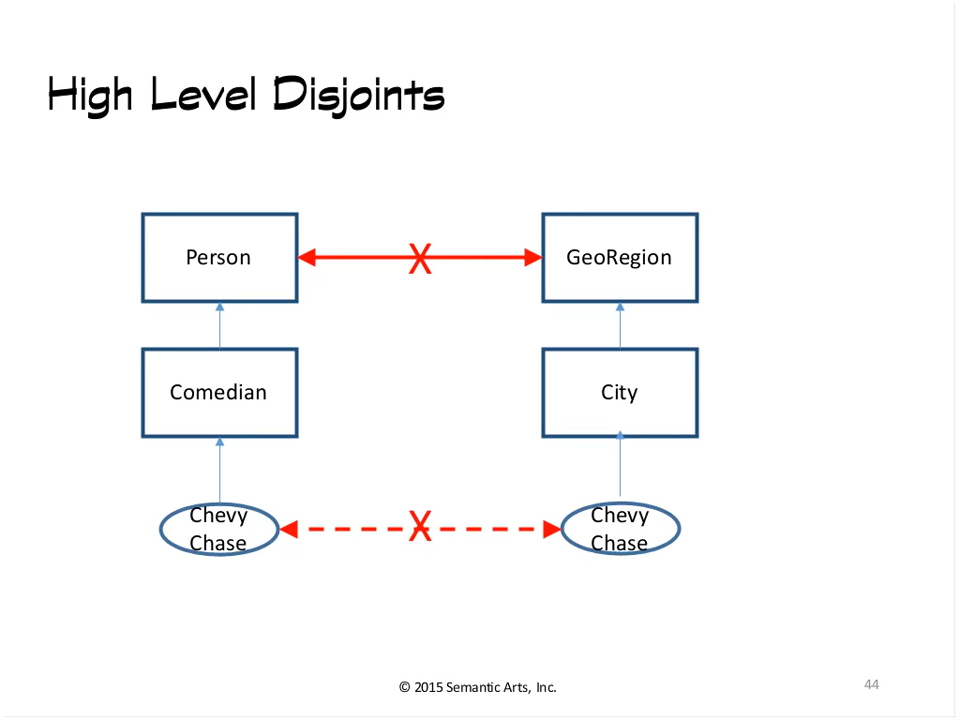 High Level Disjoints
Person
X
GeoRegion
Comedian
City
Chevy
Chase
X
Chevy
Chase
© 2015 Semantic Arts, Inc.
44